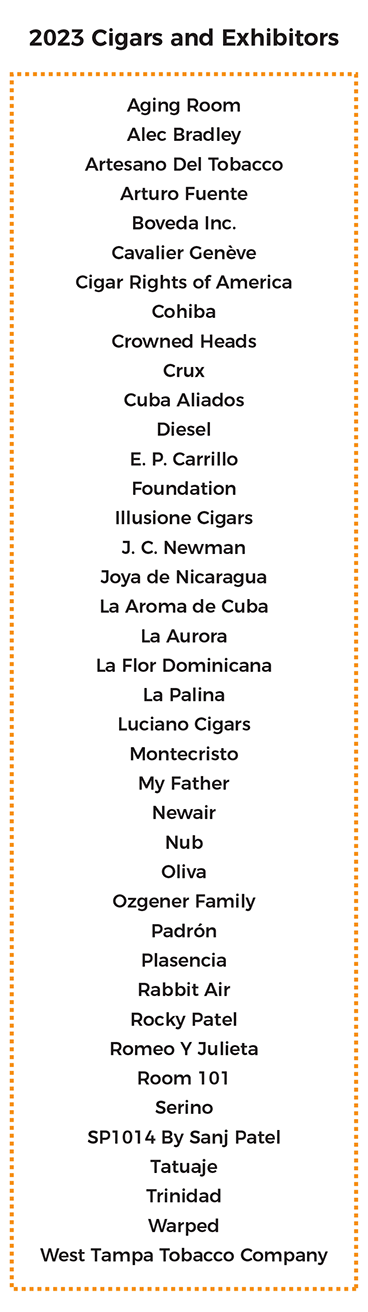 2023 Cigars and Exhibitors
Aging Room
Alec Bradley
Artesano Del Tobacco
Arturo Fuente
Boveda Inc.
Cavalier Genève
Cigar Rights of America
Cohiba
Crowned Heads
Crux
Cuba Aliados
Diesel
E. P. Carrillo
Foundation
Illusione Cigars
J. C. Newman
Joya de Nicaragua
La Aroma de Cuba
La Aurora
La Flor Dominicana
La Palina
Luciano Cigars
Montecristo
My Father
Newair
Nub
Oliva
Ozgener Family
Padrón
Plasencia
Rabbit Air
Rocky Patel
Romeo Y Julieta
Room 101
Serino
SP1014 By Sanj Patel
Tatuaje
Trinidad
Warped
West Tampa Tobacco Company